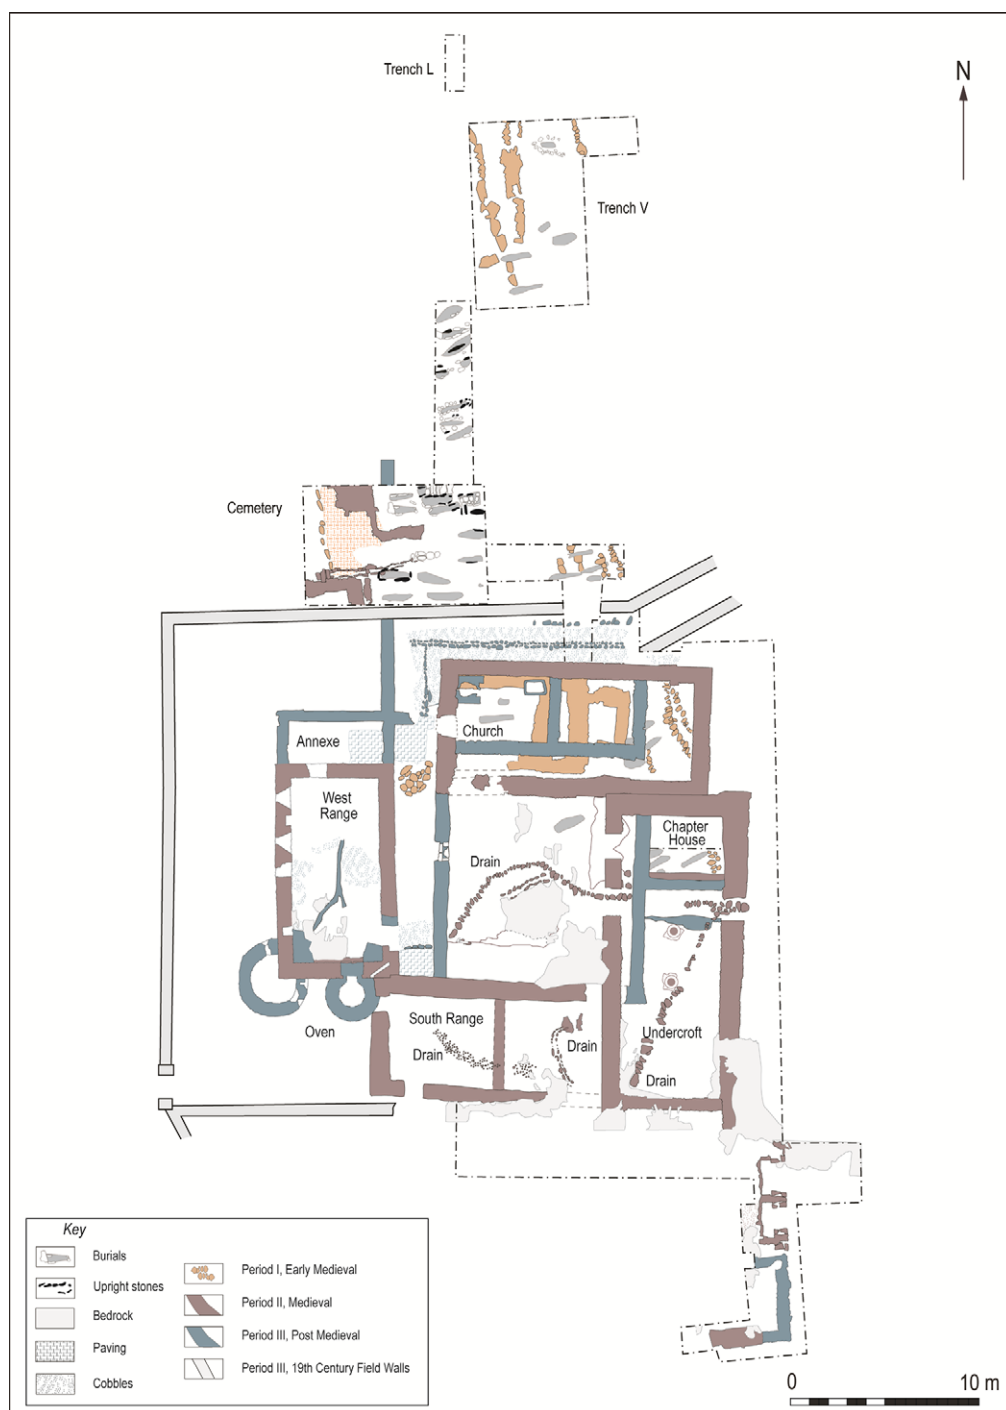 Trench L
N
Trench V
Cemetery
Church
Annexe
West
Range
Chapter
House
Drain
Oven
South Range
Drain
Drain
Undercroft
Drain
Key
Burials
Upright stones
Bedrock
Paving
Cobbles
Period I, Early Medieval
Period II, Medieval
Period III, Post Medieval
Period III, 19th Century Field Walls
0 10 m